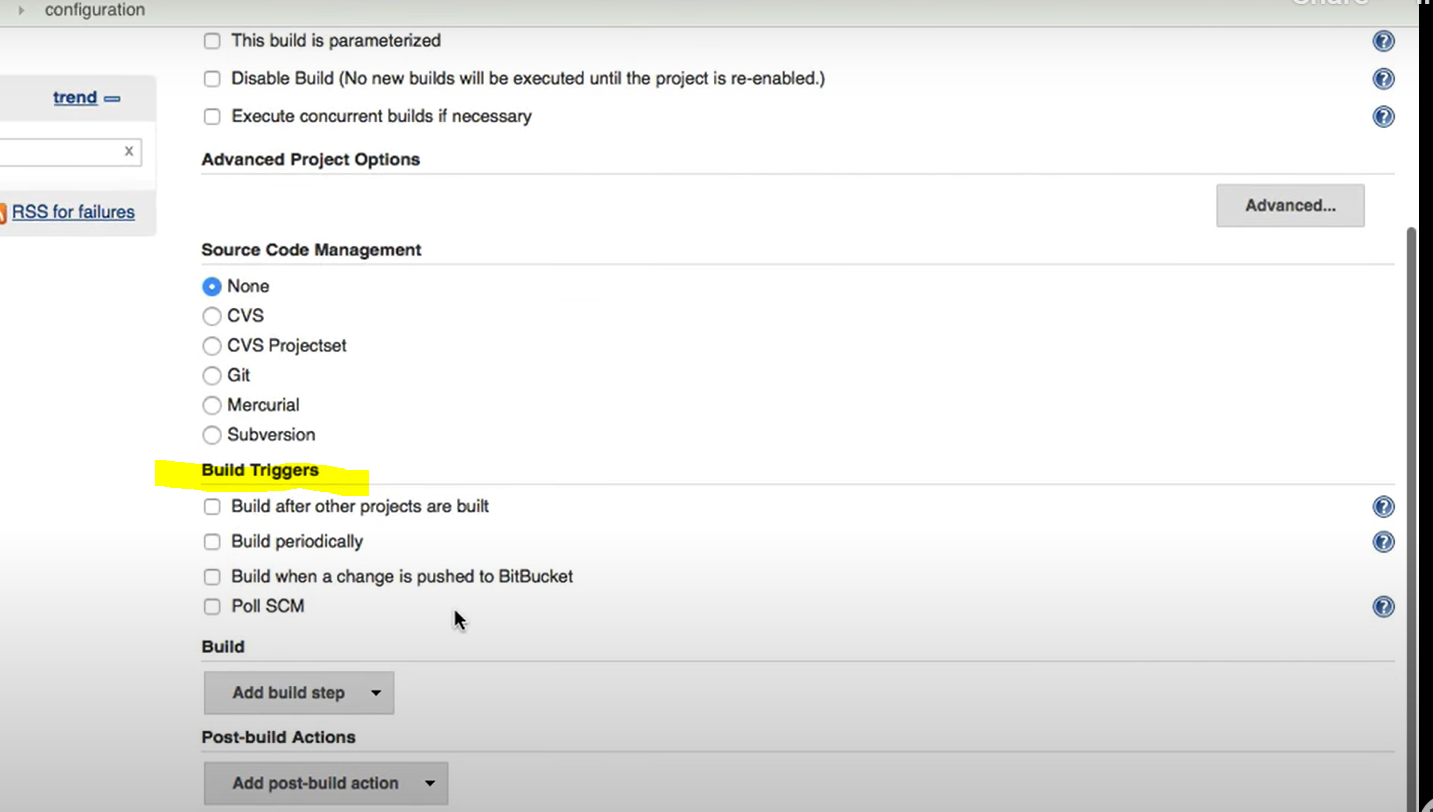 configuration
Share
This build is parameterized
Disable Build (No new builds will be executed until the project is re-enabled.)
trend
Execute concurrent builds if necessary
x
Advanced Project Options
Advanced...
RSS for failures
Source Code Management
None
CVS
CVS Projectset
Git
Mercurial
Subversion
Build Triggers
Build after other projects are built
Build periodically
Build when a change is pushed to BitBucket
Poll SCM
Build
Add build step
Post-build Actions
Add post-build action